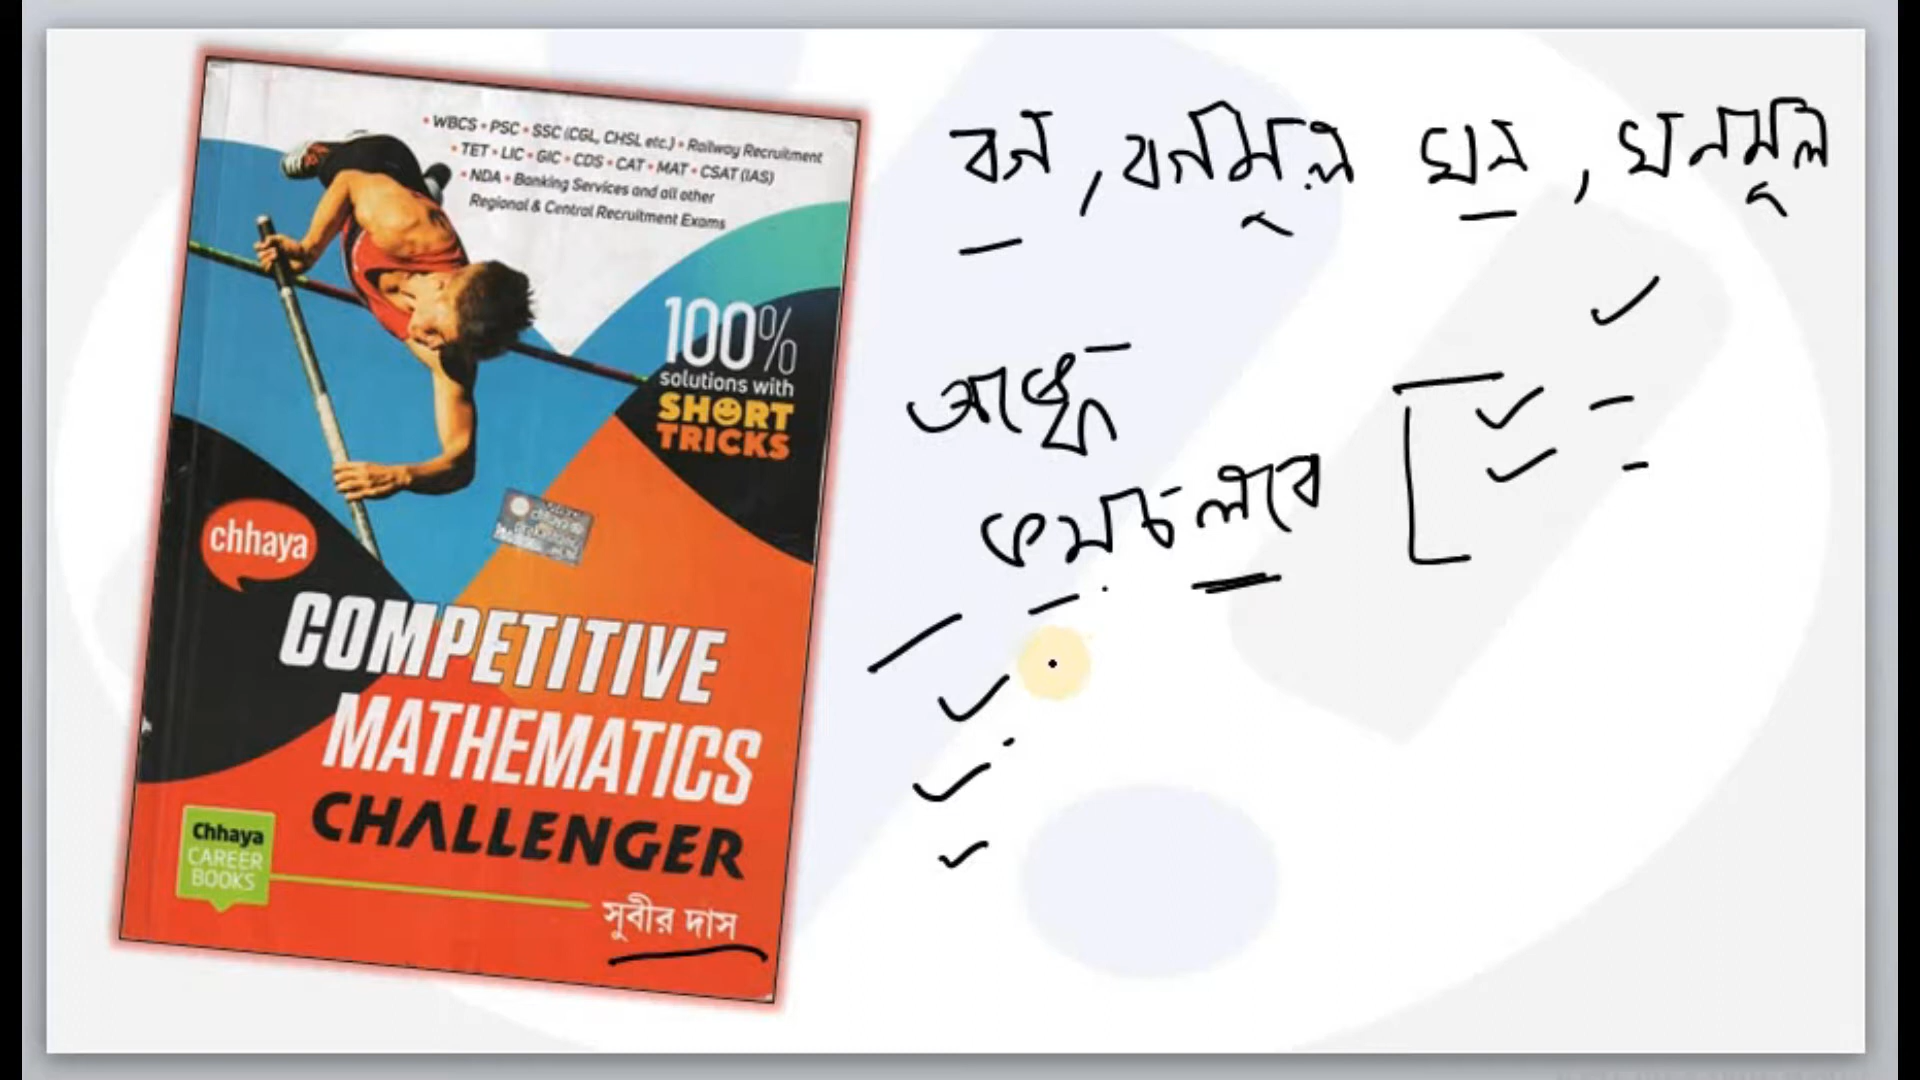 • WBCS • PSC • SSC (CGL, CHSL etc.) • Railway Recruitment
• TET • LIC • GIC • CDS • CAT • MAT • CSAT (IAS)
• NDA • Banking Services and all other
Regional & Central Recruitment Exams
100%
solutions with
SHORT
TRICKS
chhaya
COMPETITIVE
MATHEMATICS
CHALLENGER
Chhaya
CAREER
BOOKS
সুবীর দাস
বর্গ, বর্গমূল ঘন, ঘনমূল